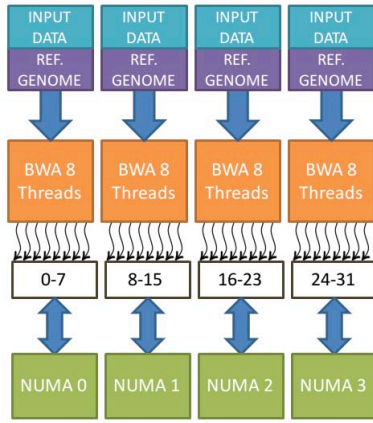 INPUT DATA
INPUT DATA
INPUT DATA
INPUT DATA
REF. GENOME
REF. GENOME
REF. GENOME
REF. GENOME
BWA 8 Threads
BWA 8 Threads
BWA 8 Threads
BWA 8 Threads
0-7
8-15
16-23
24-31
NUMA 0
NUMA 1
NUMA 2
NUMA 3